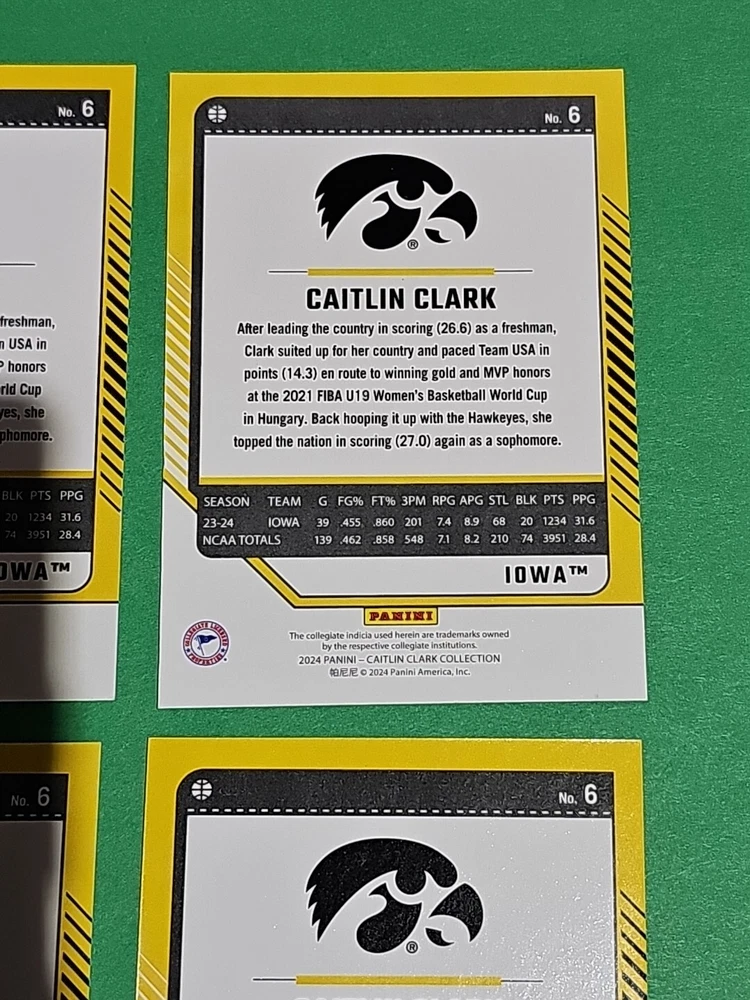 No. 6
freshman,
USA in
honors
rld Cup
yes, she
phomore.
BLK PTS PPG
20 1234 31.6
74 3951 28.4
OWA™
No. 6
®
CAITLIN CLARK
After leading the country in scoring (26.6) as a freshman,
Clark suited up for her country and paced Team USA in
points (14.3) en route to winning gold and MVP honors
at the 2021 FIBA U19 Women's Basketball World Cup
in Hungary. Back hooping it up with the Hawkeyes, she
topped the nation in scoring (27.0) again as a sophomore.
SEASON TEAM G FG% FT% 3PM RPG APG STL BLK PTS PPG
23-24 IOWA 39 .455 .860 201 7.4 8.9 68 20 1234 31.6
NCAA TOTALS 139 .462 .858 548 7.1 8.2 210 74 3951 28.4
IOWA™
PANINI
The collegiate indicia used herein are trademarks owned
by the respective collegiate institutions.
2024 PANINI – CAITLIN CLARK COLLECTION
帕尼尼 © 2024 Panini America, Inc.
No. 6
No. 6
®